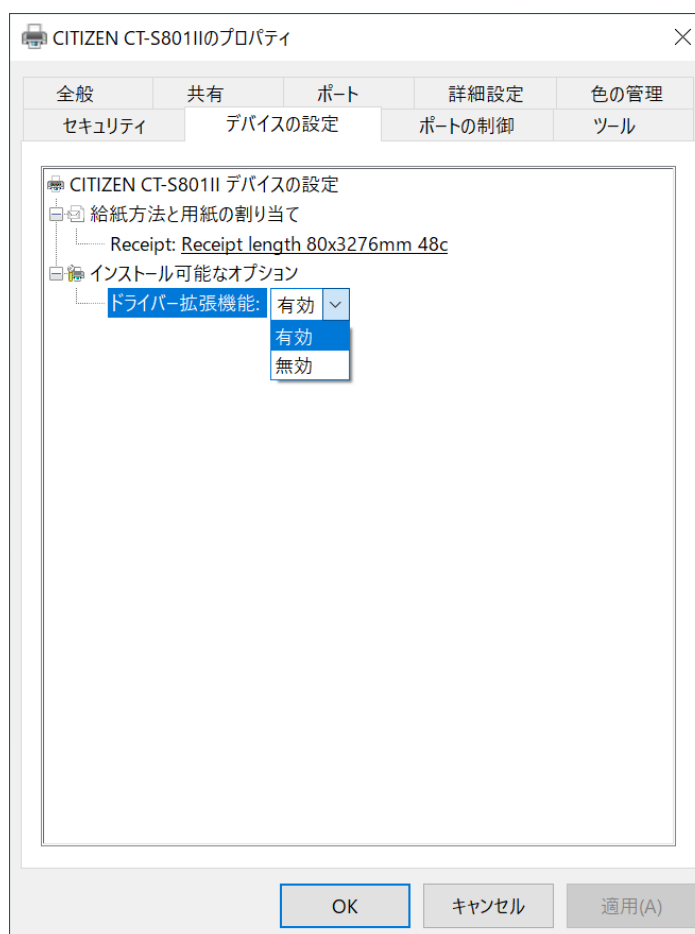 CITIZEN CT-S801IIのプロパティ
全般 共有 ポート 詳細設定 色の管理
セキュリティ デバイスの設定 ポートの制御 ツール
CITIZEN CT-S801II デバイスの設定
給紙方法と用紙の割り当て
Receipt: Receipt length 80x3276mm 48c
インストール可能なオプション
ドライバー拡張機能: 有効
有効
無効
OK キャンセル 適用(A)